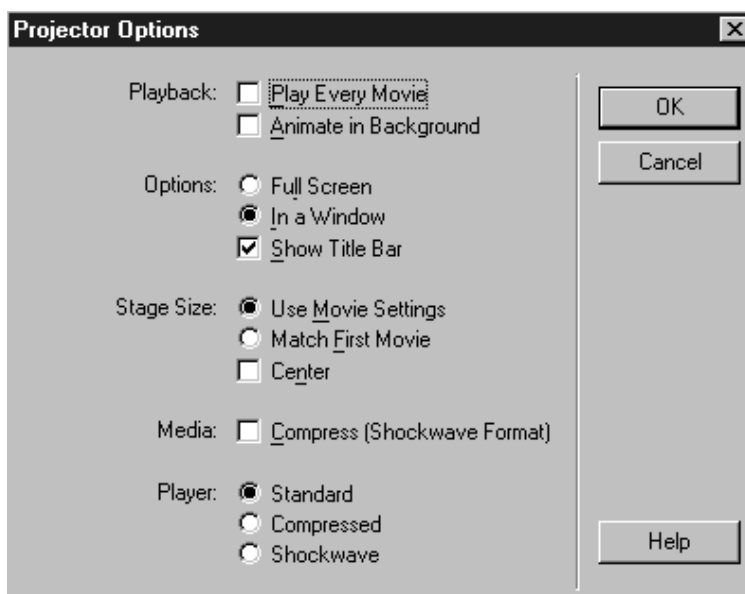 Projector Options
Playback: Play Every Movie
Animate in Background
Options: Full Screen
In a Window
Show Title Bar
Stage Size: Use Movie Settings
Match First Movie
Center
Media: Compress (Shockwave Format)
Player: Standard
Compressed
Shockwave
OK
Cancel
Help